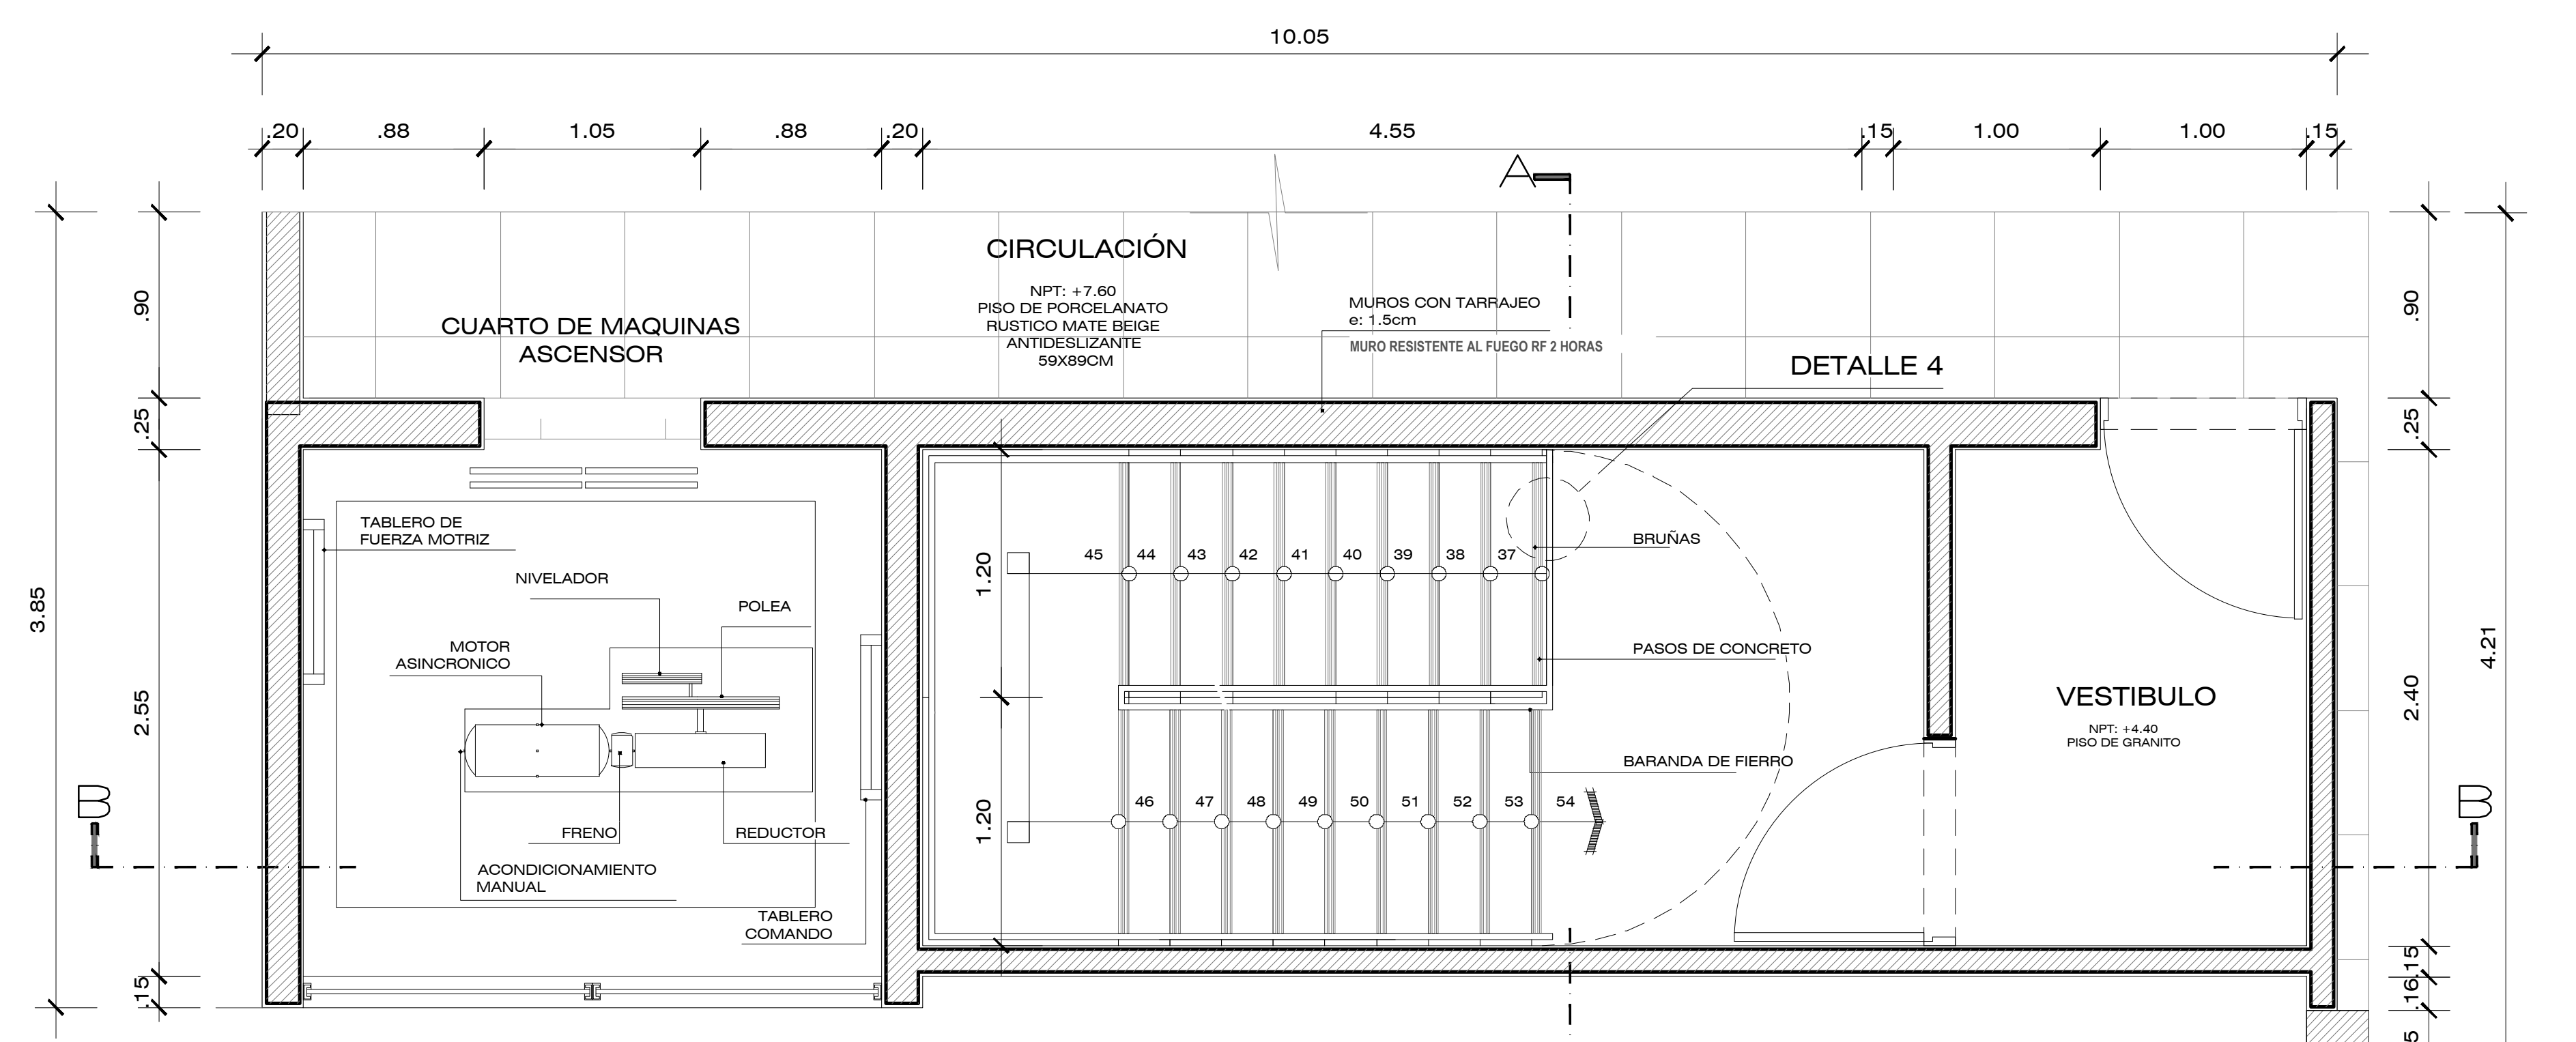 10.05
.20 .88 1.05 .88 .20 4.55 .15 1.00 1.00 .15
A
CIRCULACIÓN
NPT: +7.60
PISO DE PORCELANATO
RUSTICO MATE BEIGE
ANTIDESLIZANTE
59X89CM
CUARTO DE MAQUINAS
ASCENSOR
MUROS CON TARRAJEO
e: 1.5cm
MURO RESISTENTE AL FUEGO RF 2 HORAS
DETALLE 4
.90
.25
3.85
2.55
.15
.90
.25
2.40
4.21
.15
.16
TABLERO DE
FUERZA MOTRIZ
NIVELADOR
POLEA
MOTOR
ASINCRONICO
FRENO
REDUCTOR
ACONDICIONAMIENTO
MANUAL
TABLERO
COMANDO
1.20
1.20
45 44 43 42 41 40 39 38 37
46 47 48 49 50 51 52 53 54
BRUÑAS
PASOS DE CONCRETO
BARANDA DE FIERRO
VESTIBULO
NPT: +4.40
PISO DE GRANITO
B
B